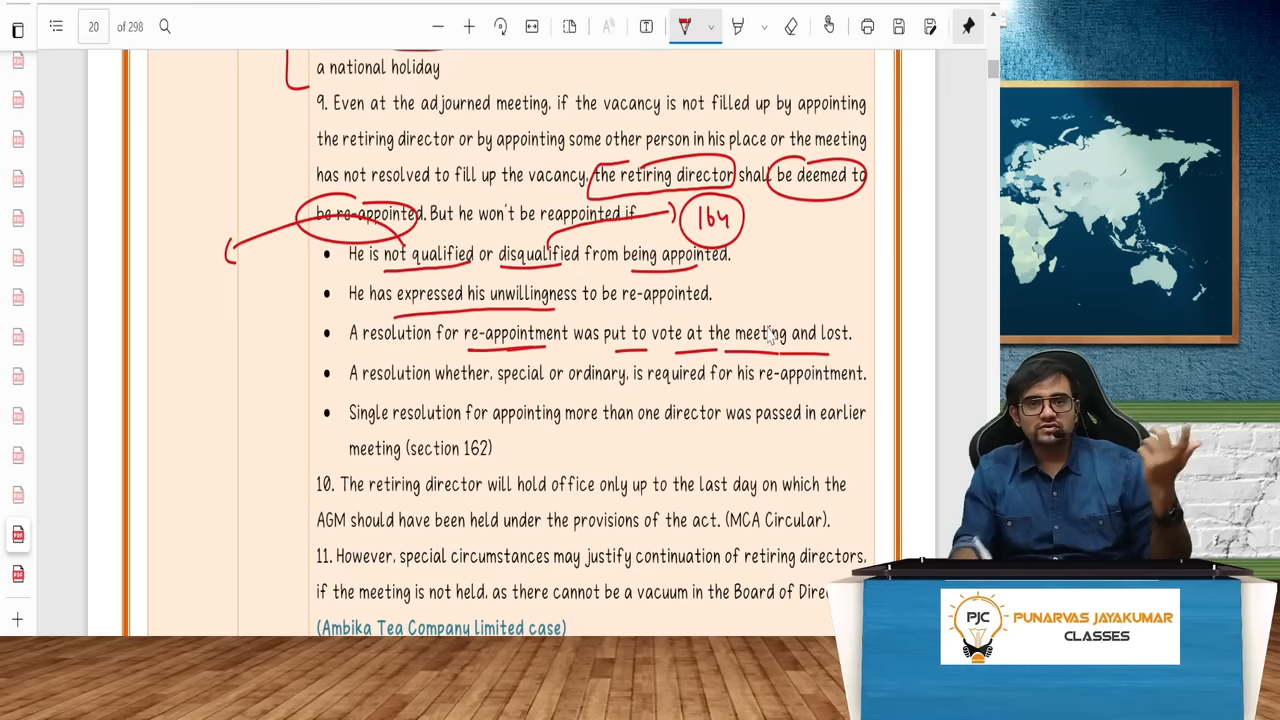 20 of 298
a national holiday
9. Even at the adjourned meeting, if the vacancy is not filled up by appointing
the retiring director or by appointing some other person in his place or the meeting
has not resolved to fill up the vacancy, the retiring director shall be deemed to
be re-appointed. But he won't be reappointed if
164
• He is not qualified or disqualified from being appointed.
• He has expressed his unwillingness to be re-appointed.
• A resolution for re-appointment was put to vote at the meeting and lost.
• A resolution whether, special or ordinary, is required for his re-appointment.
• Single resolution for appointing more than one director was passed in earlier
meeting (section 162)
10. The retiring director will hold office only up to the last day on which the
AGM should have been held under the provisions of the act. (MCA Circular).
11. However, special circumstances may justify continuation of retiring directors,
if the meeting is not held, as there cannot be a vacuum in the Board of
(Ambika Tea Company limited case)
PJC
PUNARVAS JAYAKUMAR
CLASSES